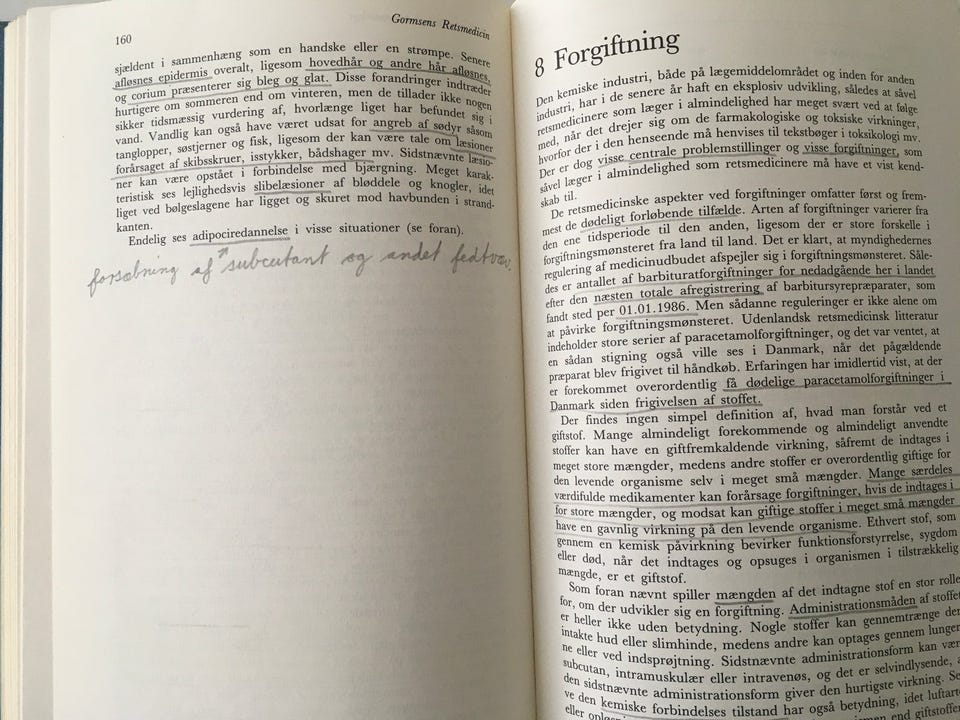 160
Gormsens Retsmedicin
sjældent i sammenhæng som en handske eller en strømpe. Senere
afløsnes epidermis overalt, ligesom hovedhår og andre hår afløsnes,
og corium præsenterer sig bleg og glat. Disse forandringer indtræder
hurtigere om sommeren end om vinteren, men de tillader ikke nogen
sikker tidsmæssig vurdering af, hvorlænge liget har befundet sig i
vand. Vandlig kan også have været udsat for angreb af sødyr såsom
tanglopper, søstjerner og fisk, ligesom der kan være tale om læsioner
forårsaget af skibsskruer, isstykker, bådshager mv. Sidstnævnte læsio-
ner kan være opstået i forbindelse med bjærgning. Meget karak-
teristisk ses lejlighedsvis slibelæsioner af bløddele og knogler, idet
liget ved bølgeslagene har ligget og skuret mod havbunden i strand-
kanten.
Endelig ses adipociredannelse i visse situationer (se foran).
forsæbning af subcutant og andet fedtvæv.
8 Forgiftning
Den kemiske industri, både på lægemiddelområdet og inden for anden
industri, har i de senere år haft en eksplosiv udvikling, således at såvel
retsmedicinere som læger i almindelighed har meget svært ved at følge
med, når det drejer sig om de farmakologiske og toksiske virkninger,
hvorfor der i den henseende må henvises til tekstbøger i toksikologi mv.
Der er dog visse centrale problemstillinger og visse forgiftninger, som
såvel læger i almindelighed som retsmedicinere må have et vist kend-
skab til.
De retsmedicinske aspekter ved forgiftninger omfatter først og frem-
mest de dødeligt forløbende tilfælde. Arten af forgiftninger varierer fra
den ene tidsperiode til den anden, ligesom der er store forskelle i
forgiftningsmønsteret fra land til land. Det er klart, at myndighedernes
regulering af medicinudbudet afspejler sig i forgiftningsmønsteret. Såle-
des er antallet af barbituratforgiftninger for nedadgående her i landet
efter den næsten totale afregistrering af barbitursyrepræparater, som
fandt sted per 01.01.1986. Men sådanne reguleringer er ikke alene om
at påvirke forgiftningsmønsteret. Udenlandsk retsmedicinsk litteratur
indeholder store serier af paracetamolforgiftninger, og det var ventet, at
en sådan stigning også ville ses i Danmark, når det pågældende
præparat blev frigivet til håndkøb. Erfaringen har imidlertid vist, at der
er forekommet overordentlig få dødelige paracetamolforgiftninger i
Danmark siden frigivelsen af stoffet.
Der findes ingen simpel definition af, hvad man forstår ved et
giftstof. Mange almindeligt forekommende og almindeligt anvendte
stoffer kan have en giftfremkaldende virkning, såfremt de indtages i
meget store mængder, medens andre stoffer er overordentlig giftige for
den levende organisme selv i meget små mængder. Mange særdeles
værdifulde medikamenter kan forårsage forgiftninger, hvis de indtages i
for store mængder, og modsat kan giftige stoffer i meget små mængder
have en gavnlig virkning på den levende organisme. Ethvert stof, som
gennem en kemisk påvirkning bevirker funktionsforstyrrelse, sygdom
eller død, når det indtages og opsuges i organismen i tilstrækkelig
mængde, er et giftstof.
Som foran nævnt spiller mængden af det indtagne stof en stor rolle
for, om der udvikler sig en forgiftning. Administrationsmåden af stoffet
er heller ikke uden betydning. Nogle stoffer kan gennemtrænge den
intakte hud eller slimhinde, medens andre kan optages gennem lunger
ne eller ved indsprøjtning. Sidstnævnte administrationsform kan vær
subcutan, intramuskulær eller intravenøs, og det er selvindlysende, a
den sidstnævnte administrationsform giver den hurtigste virkning. Se
ve den kemiske forbindelses tilstand har også betydning, idet luftarte
eller end giftstoffer